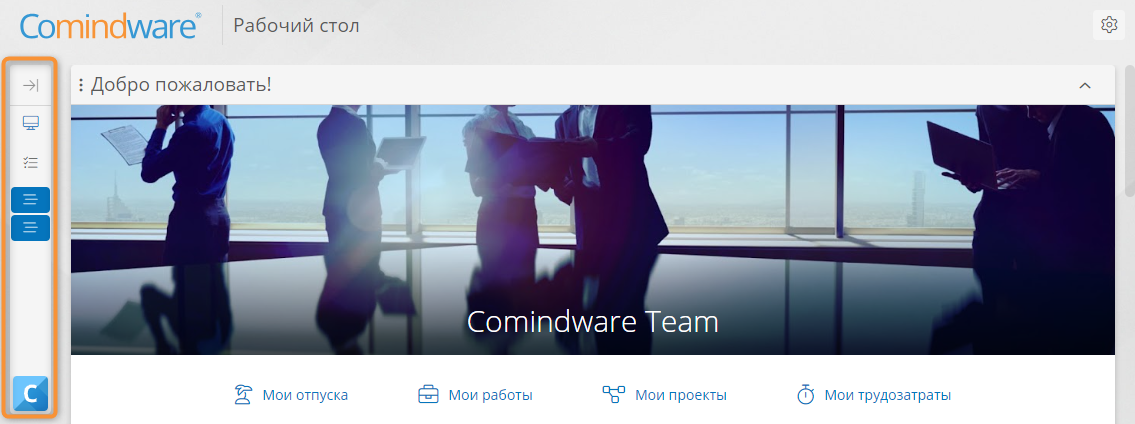 Comindware® Рабочий стол
Добро пожаловать!
Comindware Team
C
Мои отпуска Мои работы Мои проекты Мои трудозатраты